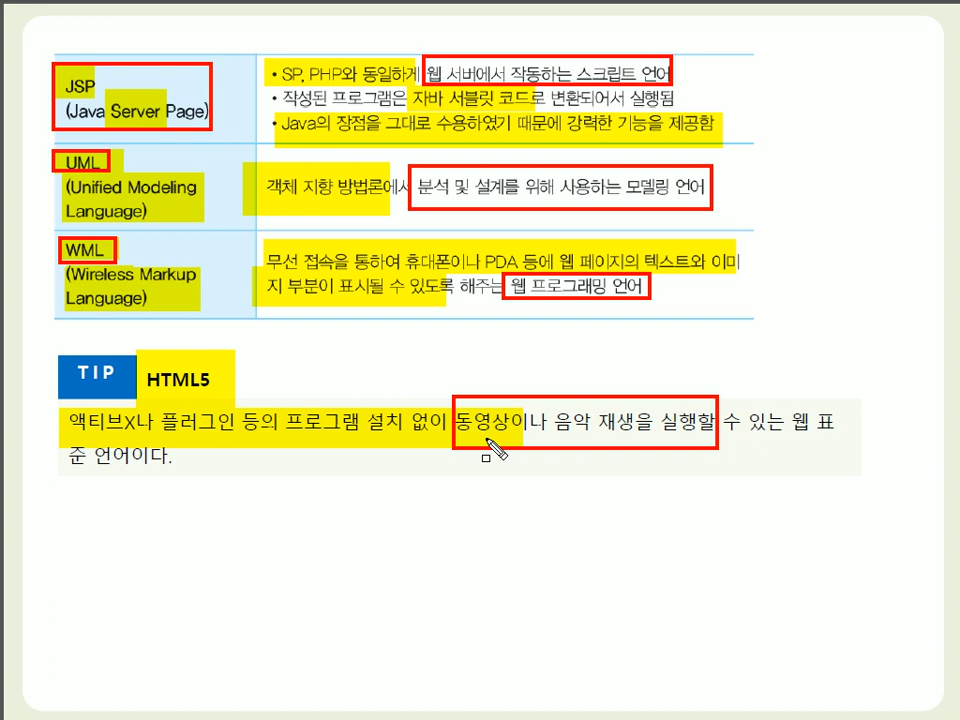 JSP
(Java Server Page)
• SP, PHP와 동일하게 웹 서버에서 작동하는 스크립트 언어
• 작성된 프로그램은 자바 서블릿 코드로 변환되어서 실행됨
• Java의 장점을 그대로 수용하였기 때문에 강력한 기능을 제공함
UML
(Unified Modeling
Language)
객체 지향 방법론에서 분석 및 설계를 위해 사용하는 모델링 언어
WML
(Wireless Markup
Language)
무선 접속을 통하여 휴대폰이나 PDA 등에 웹 페이지의 텍스트와 이미
지 부분이 표시될 수 있도록 해주는 웹 프로그래밍 언어
TIP HTML5
액티브X나 플러그인 등의 프로그램 설치 없이 동영상이나 음악 재생을 실행할 수 있는 웹 표
준 언어이다.